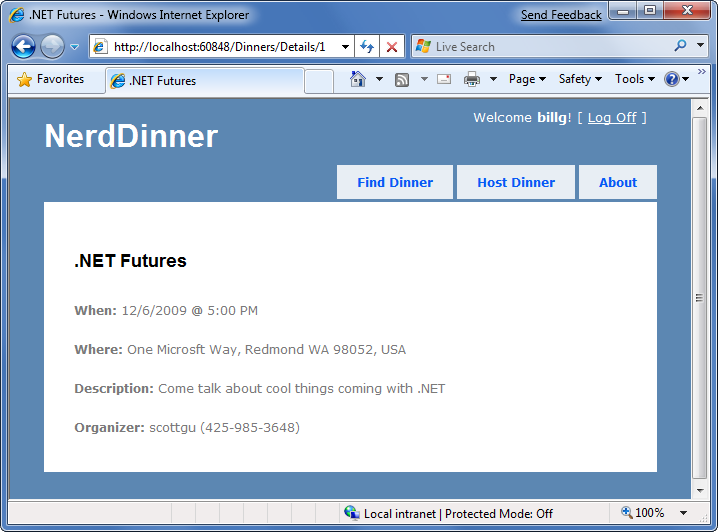 .NET Futures - Windows Internet Explorer
Send Feedback
http://localhost:60848/Dinners/Details/1
Live Search
Favorites
.NET Futures
Page
Safety
Tools
»
Welcome billg! [ Log Off ]
NerdDinner
Find Dinner
Host Dinner
About
.NET Futures
When: 12/6/2009 @ 5:00 PM
Where: One Microsft Way, Redmond WA 98052, USA
Description: Come talk about cool things coming with .NET
Organizer: scottgu (425-985-3648)
Local intranet | Protected Mode: Off
100%